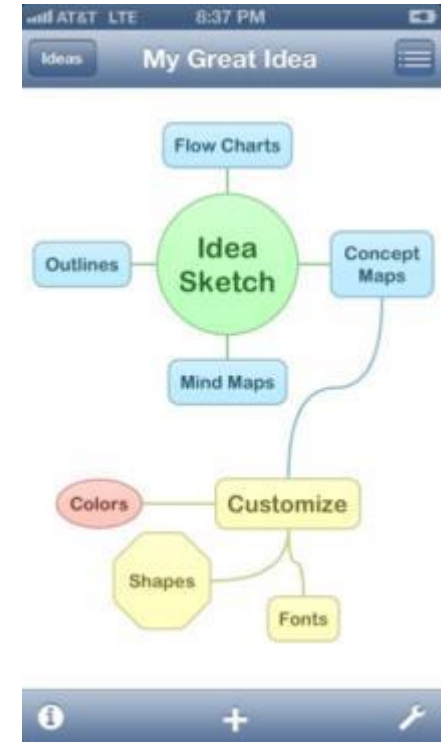 AT&T LTE 8:37 PM
Ideas My Great Idea
Flow Charts
Idea
Sketch
Outlines
Concept
Maps
Mind Maps
Colors
Customize
Shapes
Fonts